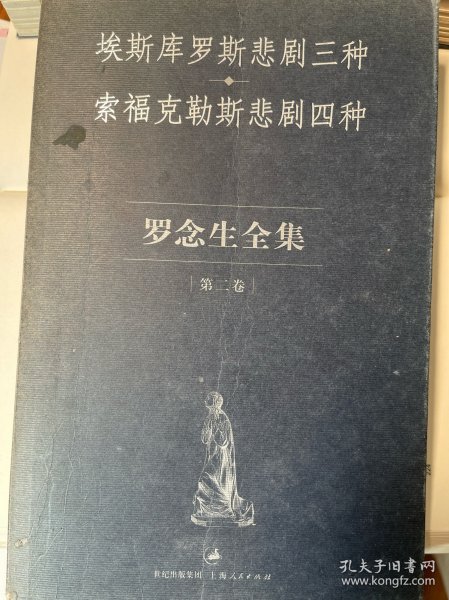 埃斯库罗斯悲剧三种
索福克勒斯悲剧四种
罗念生全集
第二卷
世纪出版集团 上海人民出版社
孔夫子旧书网
www.kongfz.com